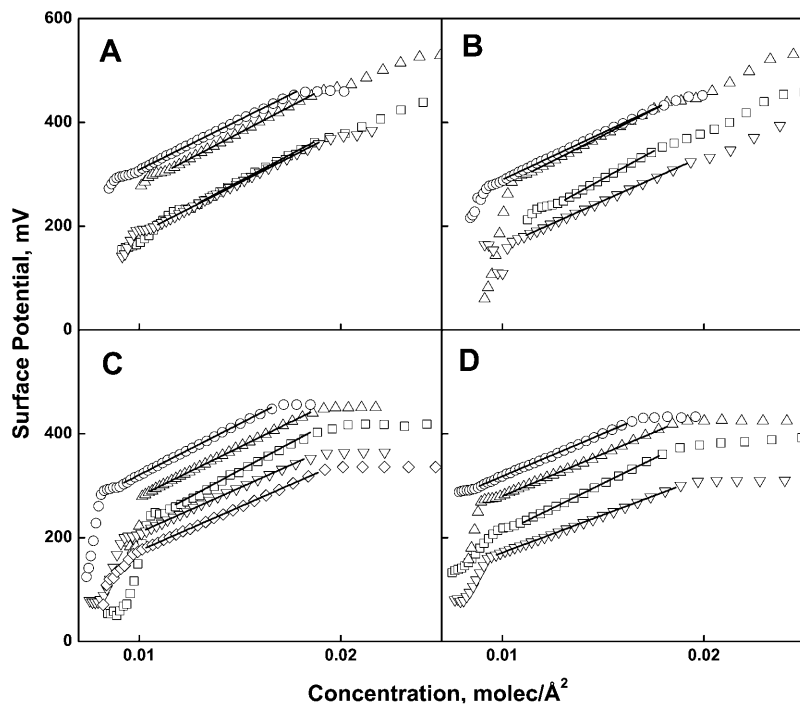 A
B
600
400
200
0
Surface Potential, mV
C
D
400
200
0
0.01
0.02
0.01
0.02
Concentration, molec/Å²